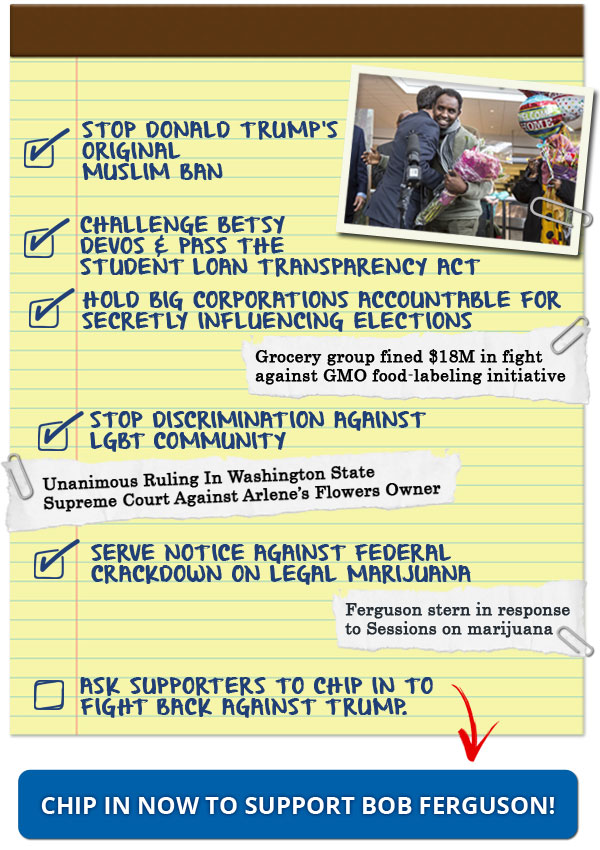 STOP DONALD TRUMP'S
ORIGINAL
MUSLIM BAN
CHALLENGE BETSY
DEVOS & PASS THE
STUDENT LOAN TRANSPARENCY ACT
HOLD BIG CORPORATIONS ACCOUNTABLE FOR
SECRETLY INFLUENCING ELECTIONS
Grocery group fined $18M in fight
against GMO food-labeling initiative
STOP DISCRIMINATION AGAINST
LGBT COMMUNITY
Unanimous Ruling In Washington State
Supreme Court Against Arlene's Flowers Owner
SERVE NOTICE AGAINST FEDERAL
CRACKDOWN ON LEGAL MARIJUANA
Ferguson stern in response
to Sessions on marijuana
ASK SUPPORTERS TO CHIP IN TO
FIGHT BACK AGAINST TRUMP.
CHIP IN NOW TO SUPPORT BOB FERGUSON!